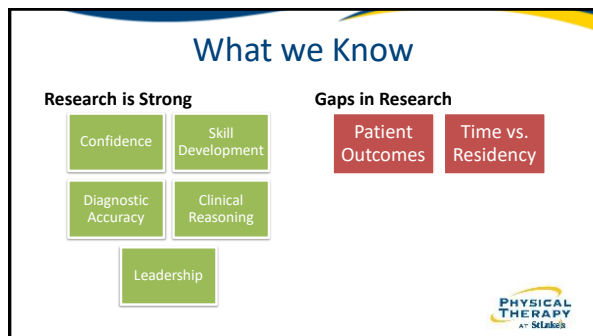 What we Know
Research is Strong
Confidence
Skill
Development
Diagnostic
Accuracy
Clinical
Reasoning
Leadership
Gaps in Research
Patient
Outcomes
Time vs.
Residency
PHYSICAL
THERAPY
AT St Luke's